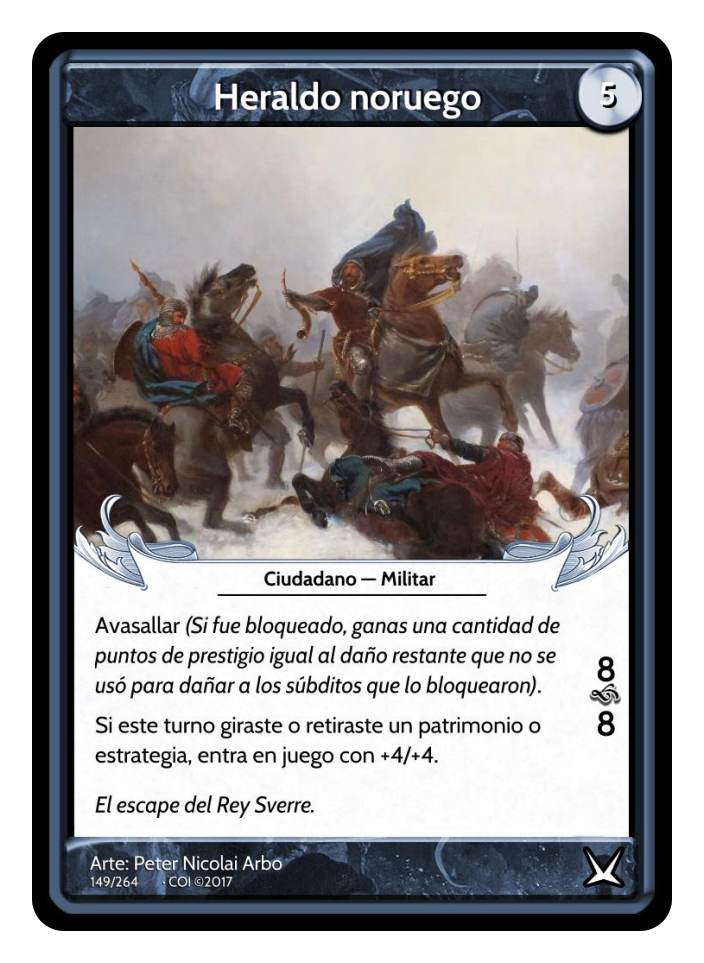 Heraldo noruego
5
Ciudadano — Militar
Avasallar (Si fue bloqueado, ganas una cantidad de
puntos de prestigio igual al daño restante que no se
usó para dañar a los súbditos que lo bloquearon).
Si este turno giraste o retiraste un patrimonio o
estrategia, entra en juego con +4/+4.
El escape del Rey Sverre.
8
8
Arte: Peter Nicolai Arbo
149/264 · COI ©2017